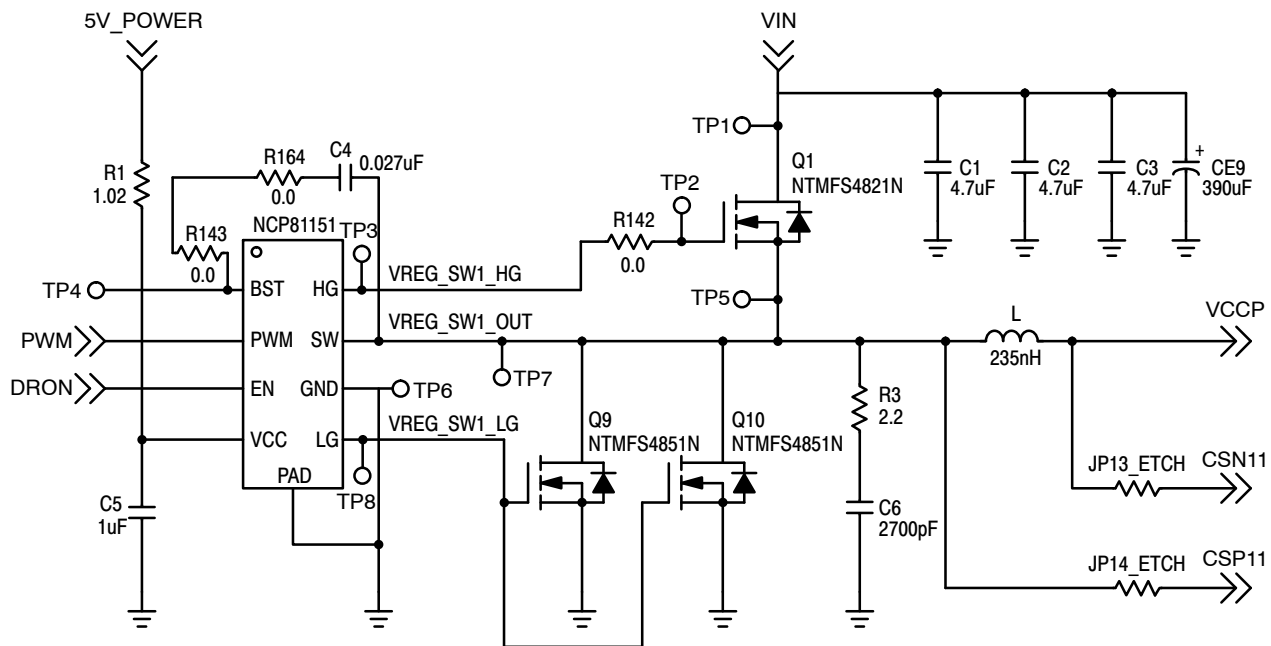 5V_POWER
VIN
TP1
R1
1.02
R164
0.0
C4
0.027uF
Q1
NTMFS4821N
C1
4.7uF
C2
4.7uF
C3
4.7uF
+
CE9
390uF
R143
0.0
NCP81151
TP3
R142
0.0
TP2
TP4
BST
HG
VREG_SW1_HG
TP5
PWM
PWM
SW
VREG_SW1_OUT
L
235nH
VCCP
DRON
EN
GND
TP6
TP7
VCC
LG
VREG_SW1_LG
PAD
TP8
Q9
NTMFS4851N
Q10
NTMFS4851N
R3
2.2
C5
1uF
C6
2700pF
JP13_ETCH
CSN11
JP14_ETCH
CSP11